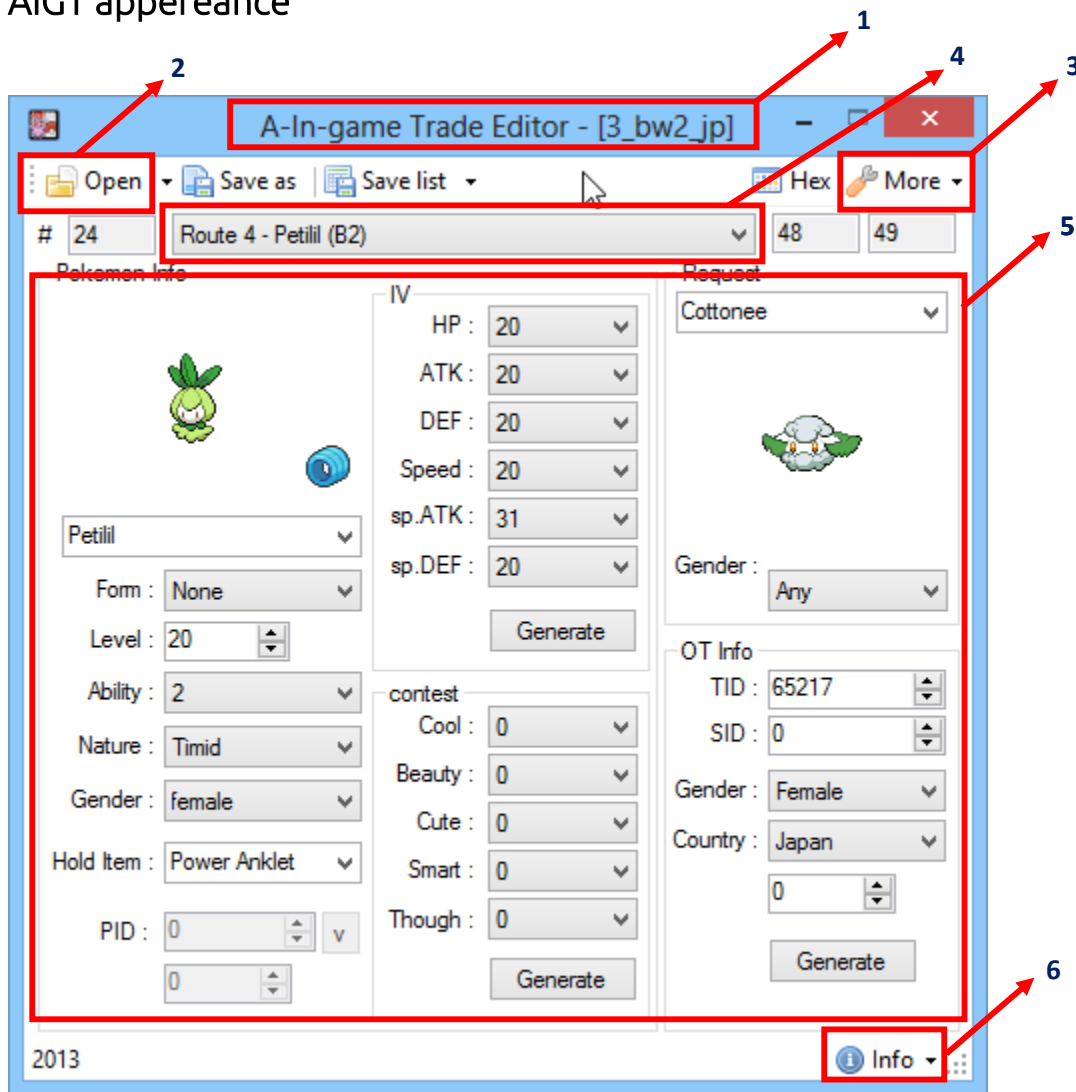 AIGT appereance
1
2
4
3
A-In-game Trade Editor - [3_bw2_jp]
Open Save as Save list Hex More
# 24 Route 4 - Petilil (B2) 48 49
5
Pokemon Info
IV
Request
HP : 20
Cottonee
ATK : 20
DEF : 20
Speed : 20
sp.ATK : 31
sp.DEF : 20
Generate
Petilil
Form : None
Level : 20
Ability : 2
Nature : Timid
Gender : female
Hold Item : Power Anklet
PID : 0 v
0
contest
Cool : 0
Beauty : 0
Cute : 0
Smart : 0
Though : 0
Generate
Gender :
Any
OT Info
TID : 65217
SID : 0
Gender : Female
Country : Japan
0
Generate
6
2013
Info